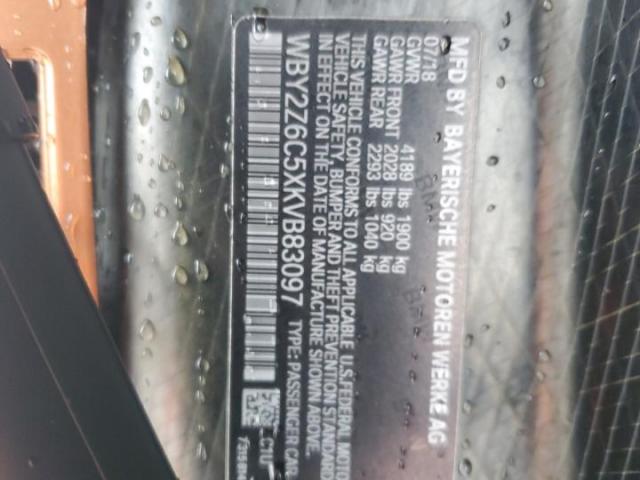 MFD BY BAYERISCHE MOTOREN WERKE AG
07/18
GVWR 4189 lbs 1900 kg
GAWR FRONT 2028 lbs 920 kg
GAWR REAR 2293 lbs 1040 kg
THIS VEHICLE CONFORMS TO ALL APPLICABLE U.S. FEDERAL MOTO
VEHICLE SAFETY, BUMPER AND THEFT PREVENTION STANDAR
IN EFFECT ON THE DATE OF MANUFACTURE SHOWN ABOVE.
WBY2Z6C5XKVB83097 TYPE: PASSENGER CAR